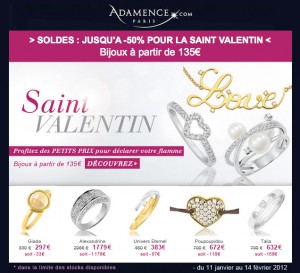 ADAMENCE.COM
PARIS
> SOLDES : JUSQU'A -50% POUR LA SAINT VALENTIN <
Bijoux à partir de 135€
Saint
VALENTIN
Love
Profitez des PETITS PRIX pour déclarer votre flamme
Bijoux à partir de 135€ DÉCOUVREZ
Giada
297€
Alexandrine
1779€
Univers Eternel
383€
Poupoupidou
672€
Talia
632€
* dans la limite des stocks disponibles
- du 11 janvier au 14 février 2012